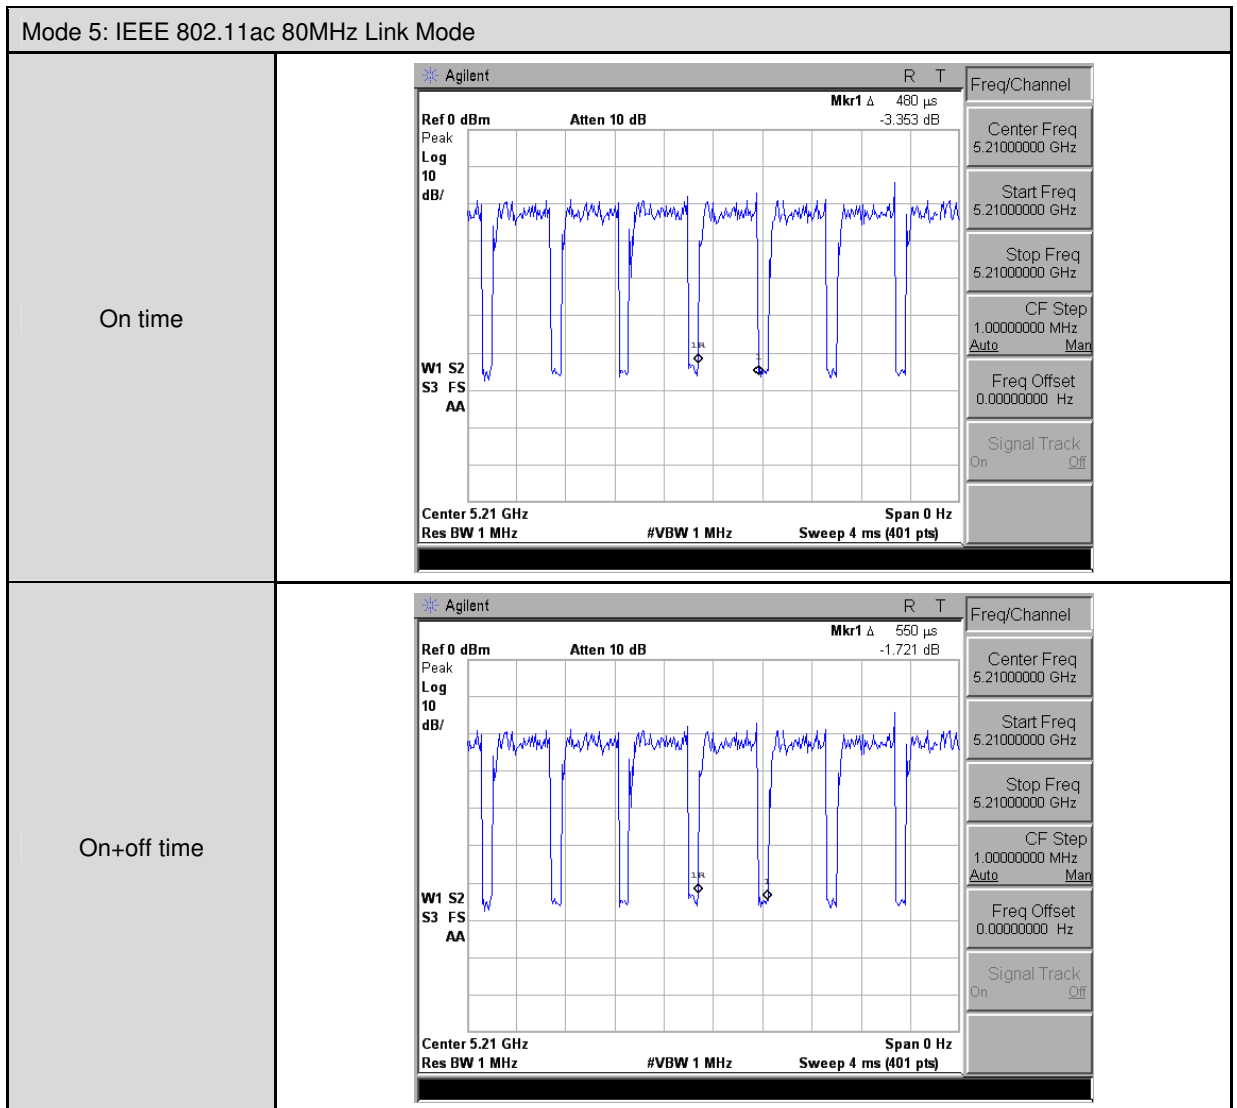 Mode 5: IEEE 802.11ac 80MHz Link Mode
On time
Agilent R T
Mkr1 Δ 480 µs
Ref 0 dBm Atten 10 dB -3.353 dB
Peak
Log
10
dB/
1R
1
W1 S2
S3 FS
AA
Center 5.21 GHz Span 0 Hz
Res BW 1 MHz #VBW 1 MHz Sweep 4 ms (401 pts)
Freq/Channel
Center Freq
5.21000000 GHz
Start Freq
5.21000000 GHz
Stop Freq
5.21000000 GHz
CF Step
1.00000000 MHz
Auto Man
Freq Offset
0.00000000 Hz
Signal Track
On Off
On+off time
Agilent R T
Mkr1 Δ 550 µs
Ref 0 dBm Atten 10 dB -1.721 dB
Peak
Log
10
dB/
1R
1
W1 S2
S3 FS
AA
Center 5.21 GHz Span 0 Hz
Res BW 1 MHz #VBW 1 MHz Sweep 4 ms (401 pts)
Freq/Channel
Center Freq
5.21000000 GHz
Start Freq
5.21000000 GHz
Stop Freq
5.21000000 GHz
CF Step
1.00000000 MHz
Auto Man
Freq Offset
0.00000000 Hz
Signal Track
On Off